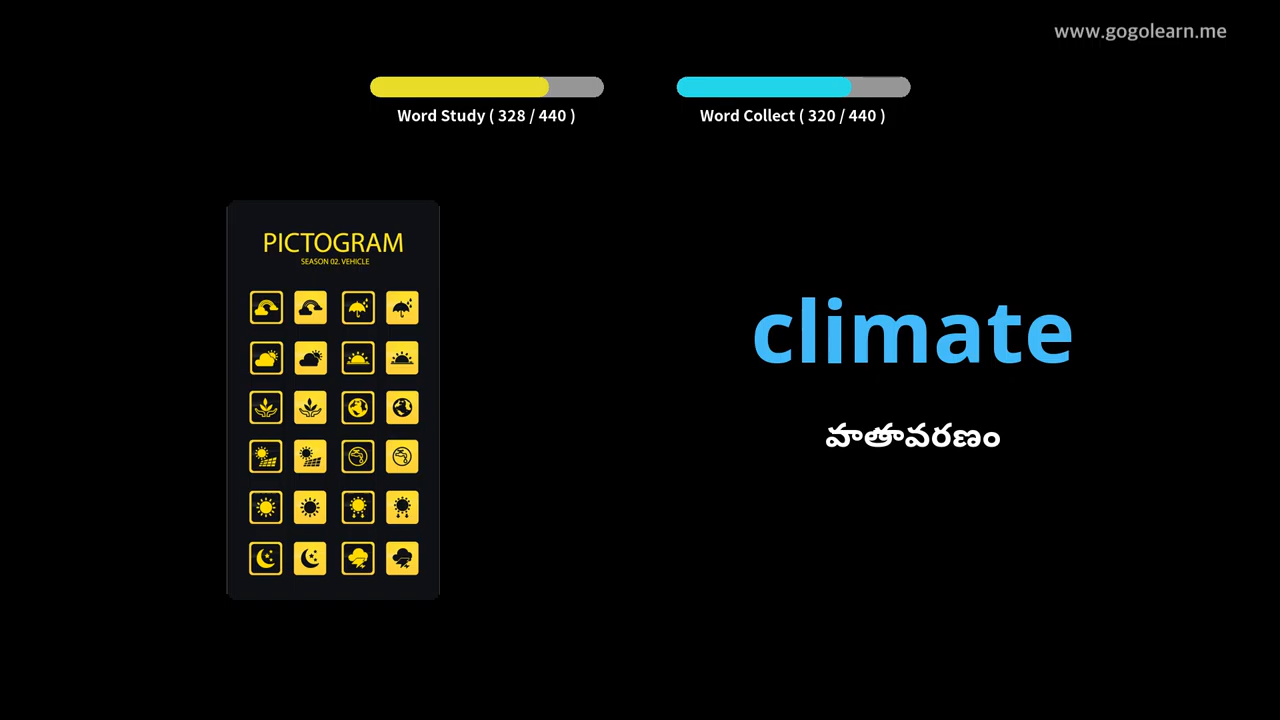 www.gogolearn.me
Word Study ( 328 / 440 )
Word Collect ( 320 / 440 )
PICTOGRAM
SEASON 02. VEHICLE
climate
వాతావరణం